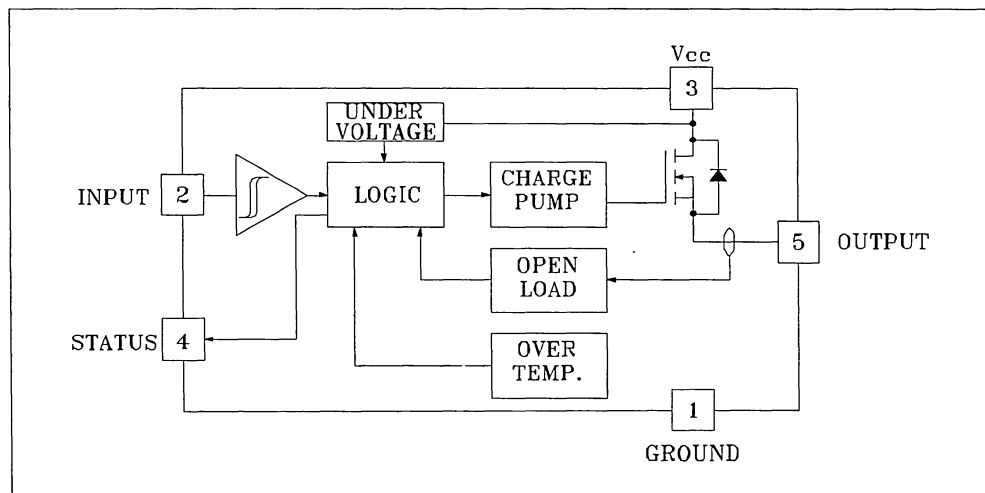 Vcc
3
UNDER
VOLTAGE
INPUT
2
LOGIC
CHARGE
PUMP
5
OUTPUT
OPEN
LOAD
STATUS
4
OVER
TEMP.
1
GROUND